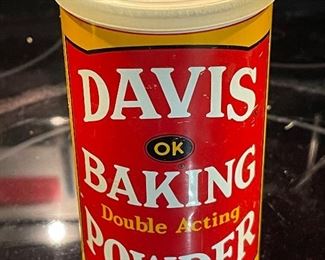 DAVIS
OK
BAKING
Double Acting
POWDER